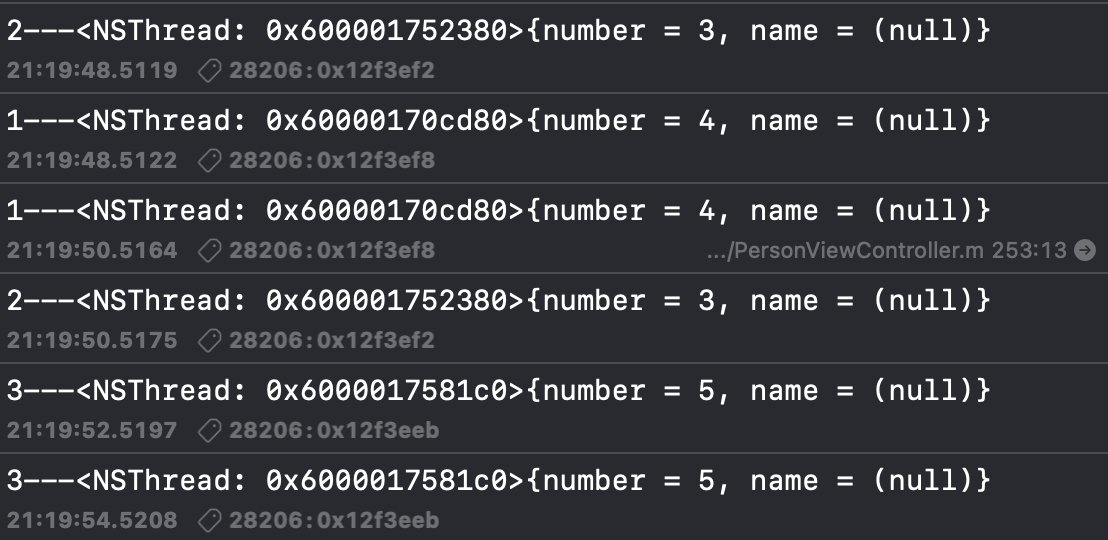 2---<NSThread: 0x600001752380>{number = 3, name = (null)}
21:19:48.5119 28206:0x12f3ef2
1---<NSThread: 0x60000170cd80>{number = 4, name = (null)}
21:19:48.5122 28206:0x12f3ef8
1---<NSThread: 0x60000170cd80>{number = 4, name = (null)}
21:19:50.5164 28206:0x12f3ef8 .../PersonViewController.m 253:13
2---<NSThread: 0x600001752380>{number = 3, name = (null)}
21:19:50.5175 28206:0x12f3ef2
3---<NSThread: 0x6000017581c0>{number = 5, name = (null)}
21:19:52.5197 28206:0x12f3eeb
3---<NSThread: 0x6000017581c0>{number = 5, name = (null)}
21:19:54.5208 28206:0x12f3eeb